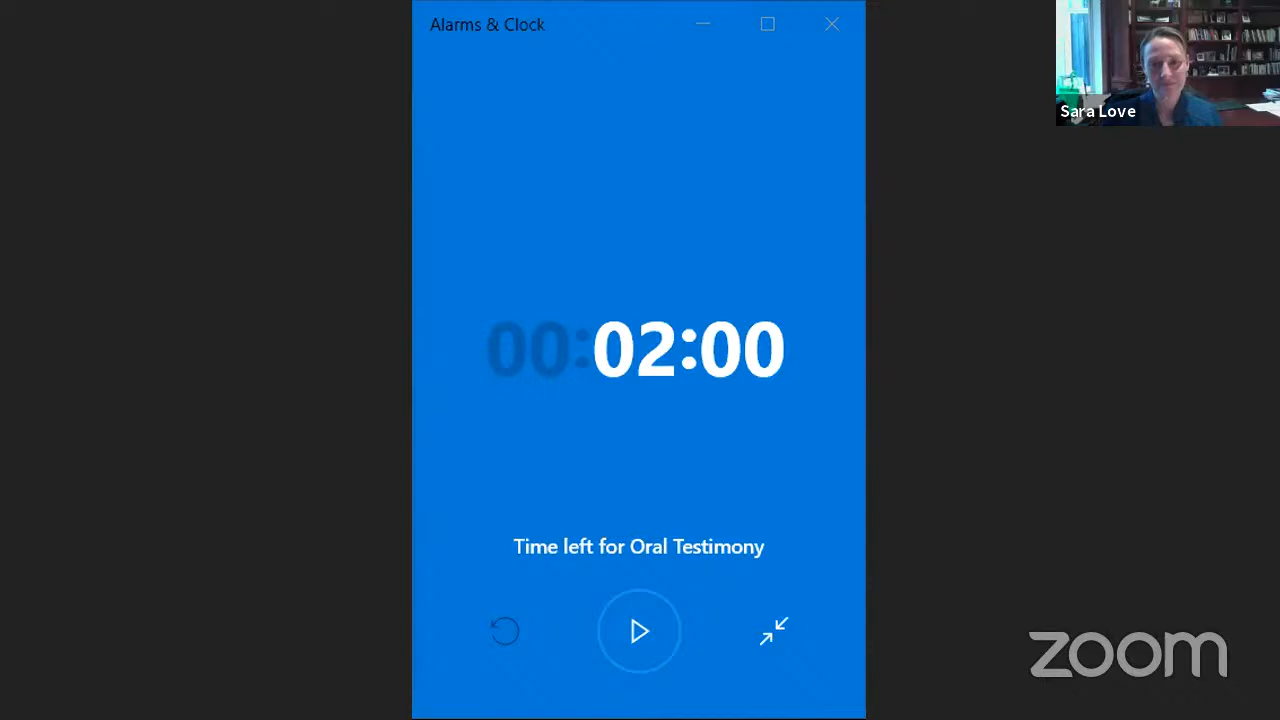 Alarms & Clock
Sara Love
00:02:00
Time left for Oral Testimony
zoom